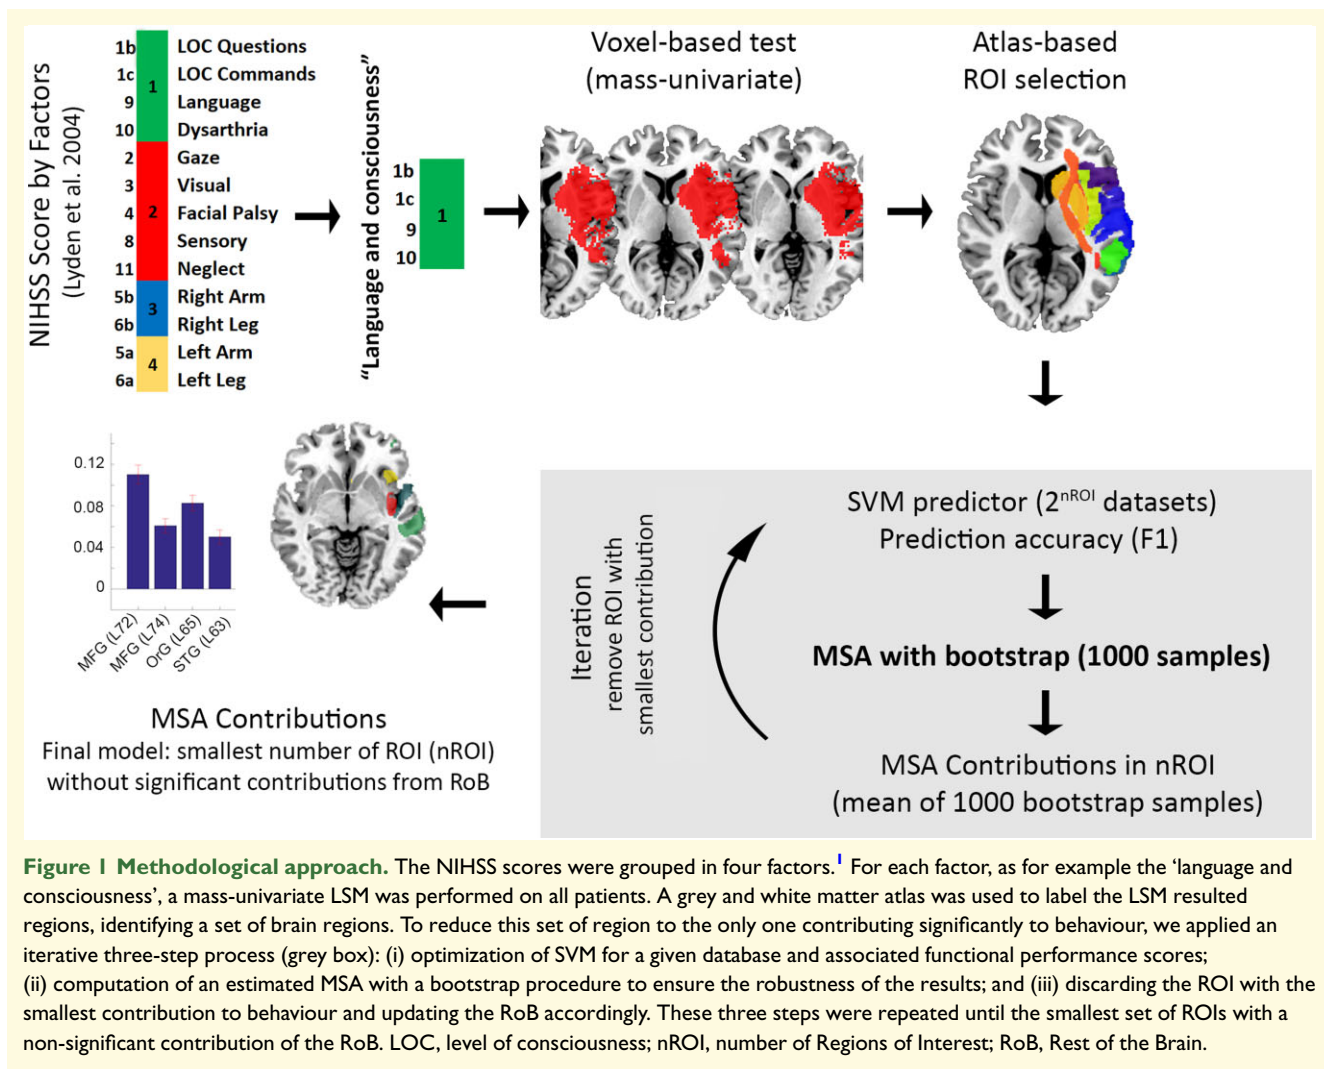 NIHSS Score by Factors
(Lyden et al. 2004)
1b LOC Questions
1c LOC Commands
9 Language
10 Dysarthria
1
2 Gaze
3 Visual
4 Facial Palsy
8 Sensory
11 Neglect
2
5b Right Arm
6b Right Leg
3
5a Left Arm
6a Left Leg
4
“Language and consciousness”
1b
1c
9
10
1
Voxel-based test
(mass-univariate)
Atlas-based
ROI selection
SVM predictor (2^nROI datasets)
Prediction accuracy (F1)
MSA with bootstrap (1000 samples)
MSA Contributions in nROI
(mean of 1000 bootstrap samples)
Iteration
remove ROI with
smallest contribution
0.12
0.08
0.04
0
MFG (L72)
MFG (L74)
OrG (L65)
STG (L63)
MSA Contributions
Final model: smallest number of ROI (nROI)
without significant contributions from RoB
Figure 1 Methodological approach. The NIHSS scores were grouped in four factors.1 For each factor, as for example the ‘language and
consciousness’, a mass-univariate LSM was performed on all patients. A grey and white matter atlas was used to label the LSM resulted
regions, identifying a set of brain regions. To reduce this set of region to the only one contributing significantly to behaviour, we applied an
iterative three-step process (grey box): (i) optimization of SVM for a given database and associated functional performance scores;
(ii) computation of an estimated MSA with a bootstrap procedure to ensure the robustness of the results; and (iii) discarding the ROI with the
smallest contribution to behaviour and updating the RoB accordingly. These three steps were repeated until the smallest set of ROIs with a
non-significant contribution of the RoB. LOC, level of consciousness; nROI, number of Regions of Interest; RoB, Rest of the Brain.